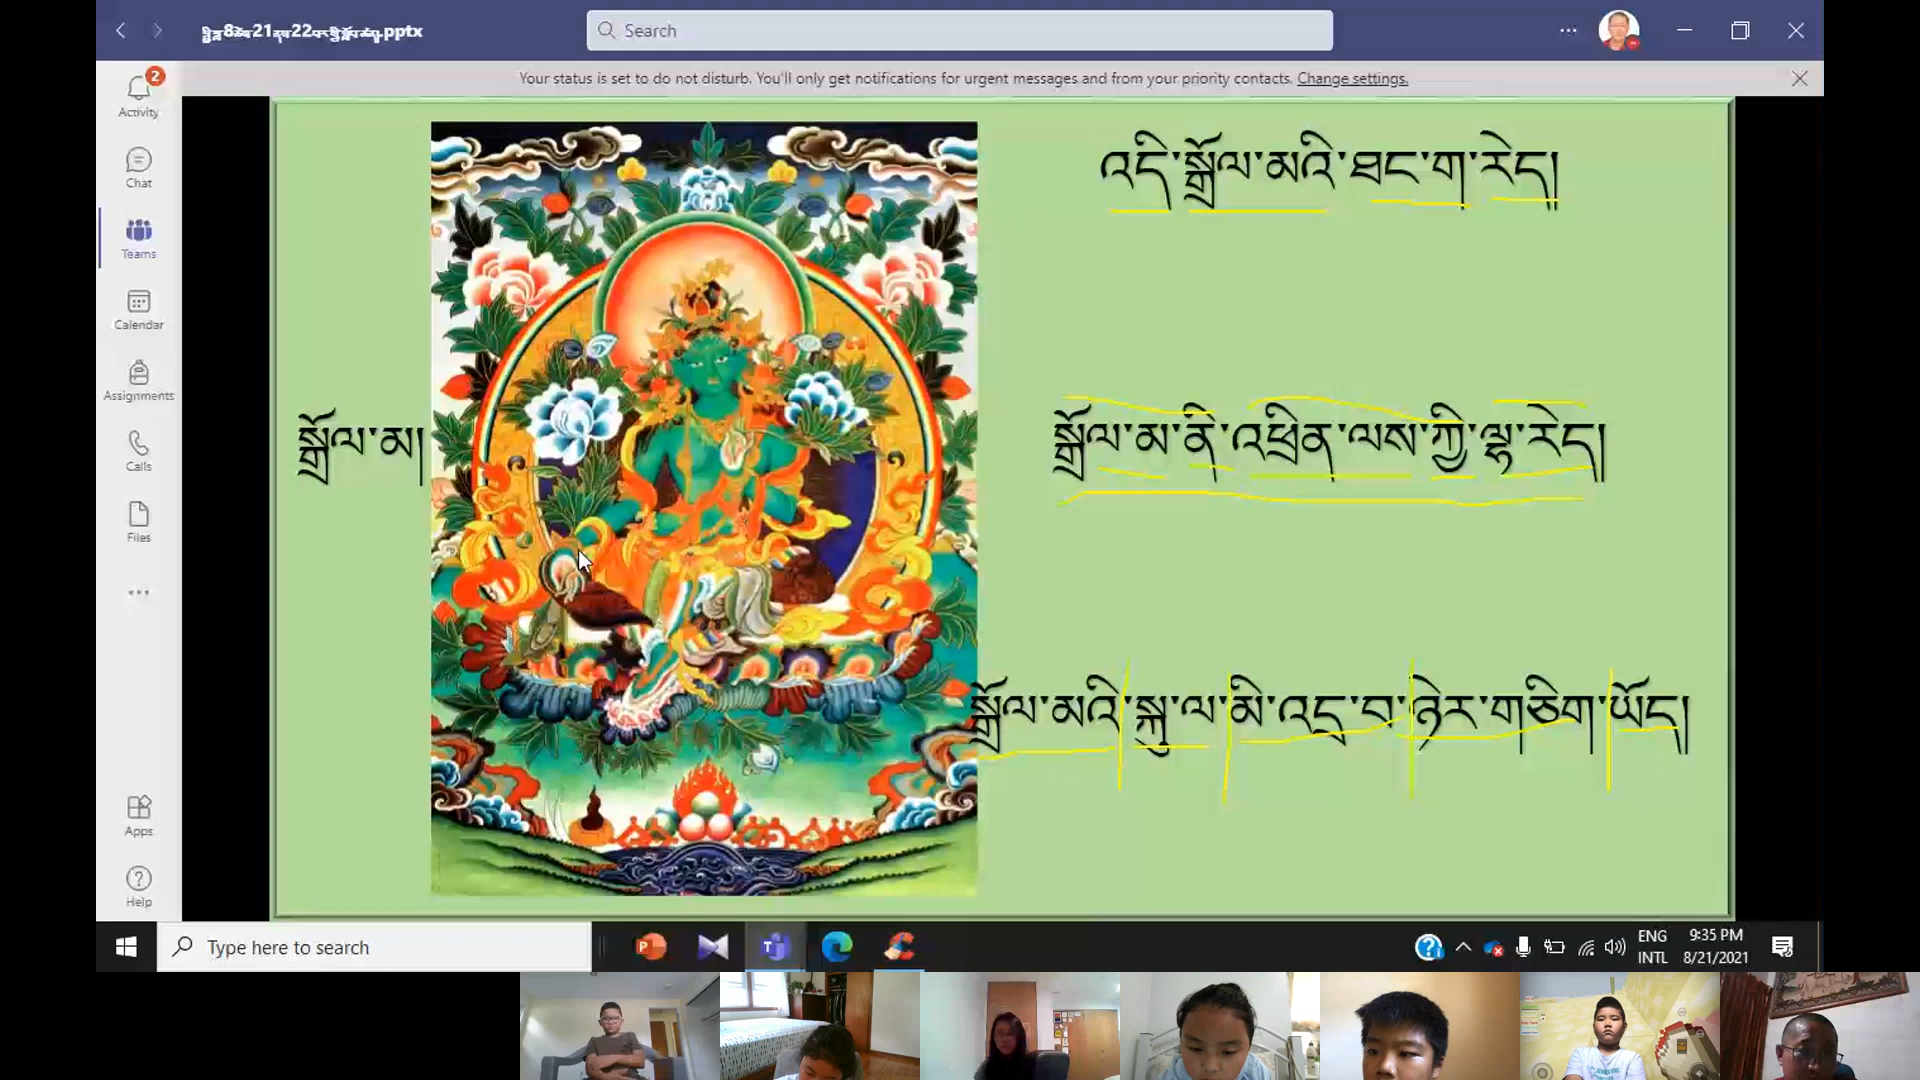 .pptx
Search
Your status is set to do not disturb. You'll only get notifications for urgent messages and from your priority contacts. Change settings.
2
Activity
Chat
Teams
Calendar
Assignments
Calls
Files
Apps
Help
འདི་སྒྲོལ་མའི་ཐང་ག་རེད།
སྒྲོལ་མ།
སྒྲོལ་མ་ནི་འཕྲིན་ལས་ཀྱི་ལྷ་རེད།
སྒྲོལ་མའི་སྐུ་ལ་མི་འདྲ་བ་ཉེར་གཅིག་ཡོད།
Type here to search
ENG
INTL
9:35 PM
8/21/2021